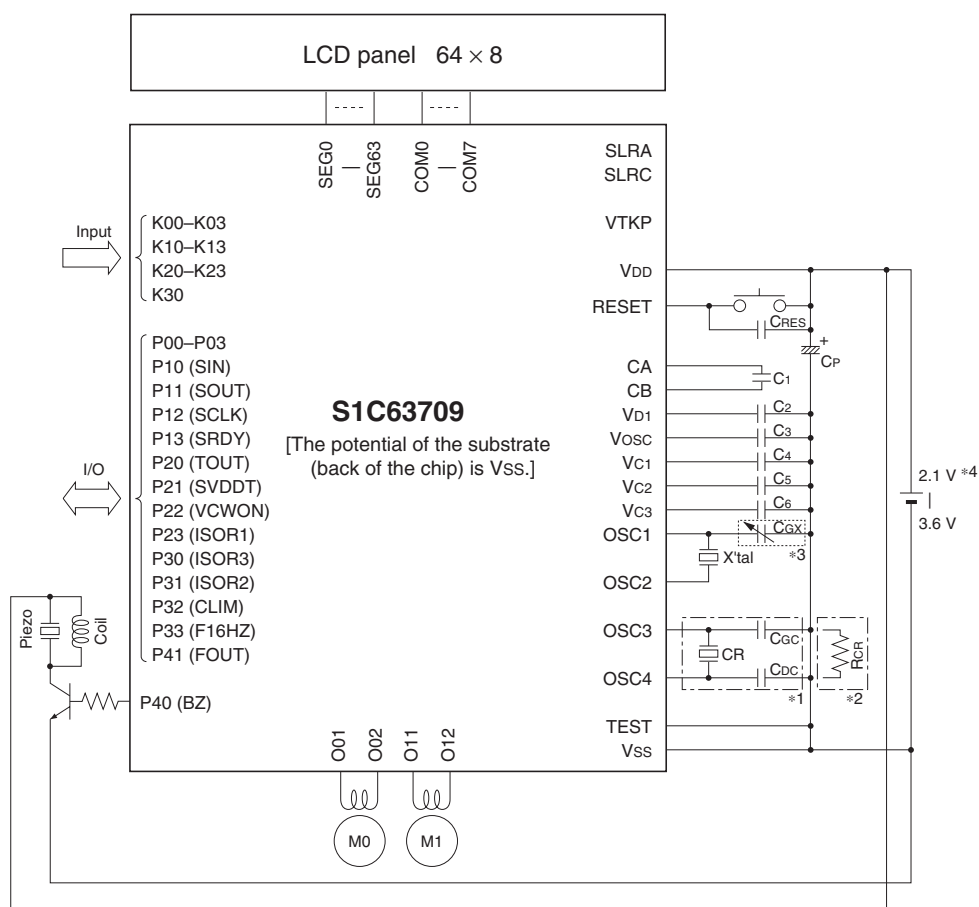 LCD panel 64 × 8
SEG0
SEG63
COM0
COM7
SLRA
SLRC
VTKP
VDD
RESET
CA
CB
VD1
VOSC
VC1
VC2
VC3
OSC1
OSC2
OSC3
OSC4
TEST
VSS
Input
K00–K03
K10–K13
K20–K23
K30
I/O
P00–P03
P10 (SIN)
P11 (SOUT)
P12 (SCLK)
P13 (SRDY)
P20 (TOUT)
P21 (SVDDT)
P22 (VCWON)
P23 (ISOR1)
P30 (ISOR3)
P31 (ISOR2)
P32 (CLIM)
P33 (F16HZ)
P41 (FOUT)
P40 (BZ)
S1C63709
[The potential of the substrate
(back of the chip) is VSS.]
Piezo
Coil
O01
O02
O11
O12
M0
M1
CRES
+
CP
C1
C2
C3
C4
C5
C6
CGX
*3
X'tal
CGC
CR
CDC
*1
RCR
*2
2.1 V *4
|
3.6 V